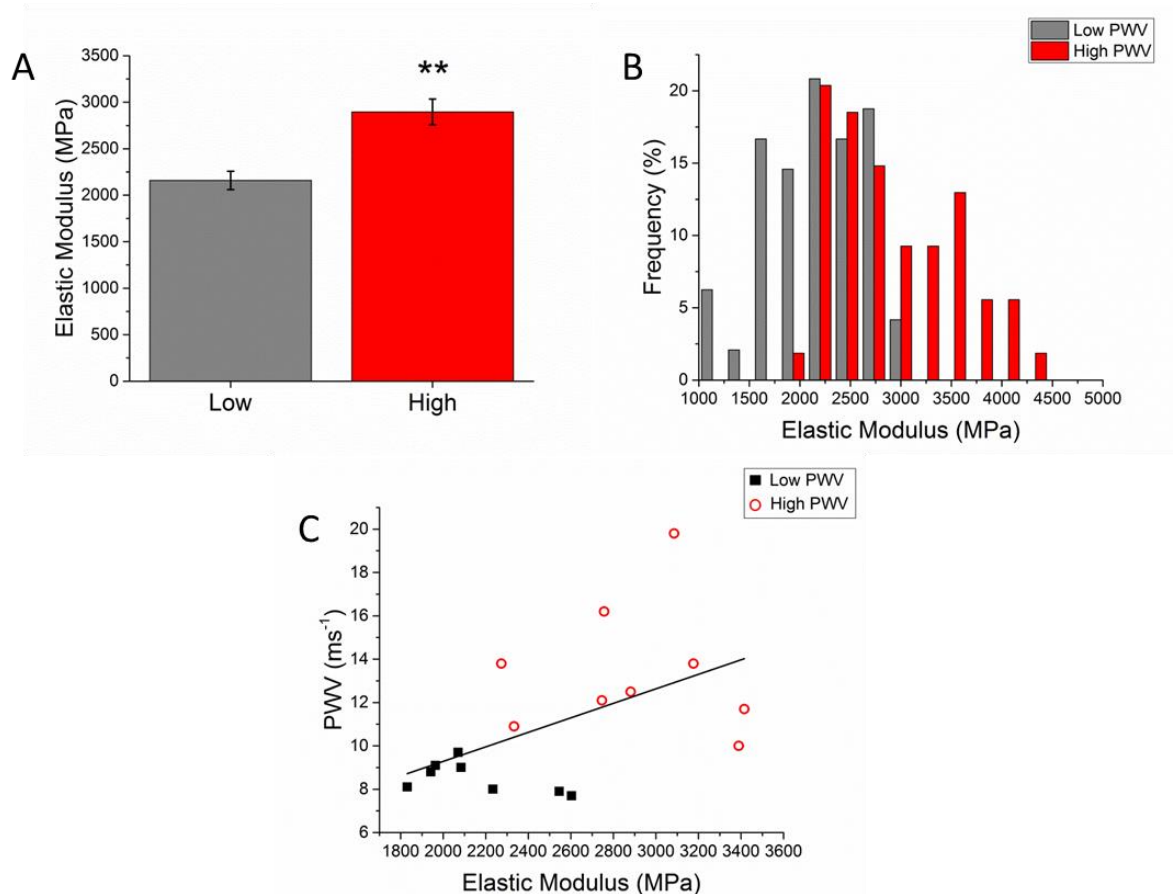 A
Elastic Modulus (MPa)
3500
3000
2500
2000
1500
1000
500
0
**
Low
High
B
Low PWV
High PWV
Frequency (%)
20
15
10
5
0
1000 1500 2000 2500 3000 3500 4000 4500 5000
Elastic Modulus (MPa)
C
Low PWV
High PWV
PWV (ms⁻¹)
20
18
16
14
12
10
8
6
1800 2000 2200 2400 2600 2800 3000 3200 3400 3600
Elastic Modulus (MPa)